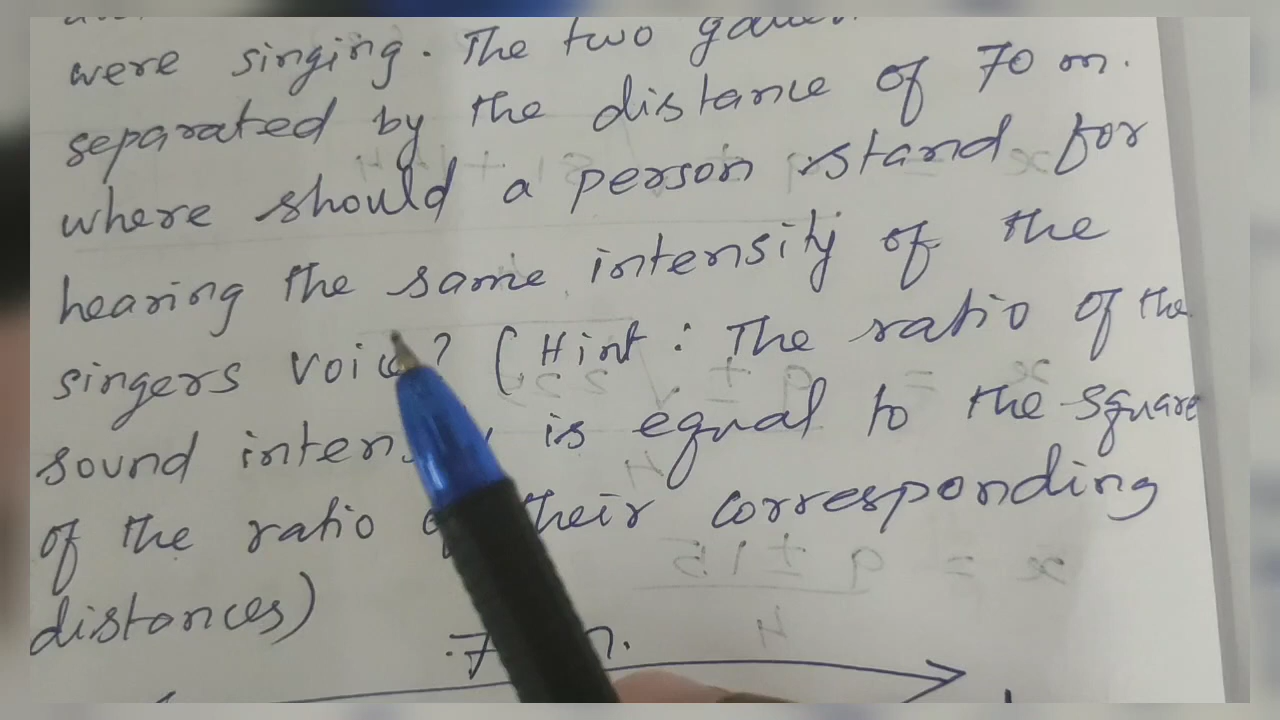 were singing. The two
separated by the distance of 70 m.
where should a person stand for
hearing the same intensity of the
singers voice? (Hint : The ratio of the
sound is equal to the square
of the ratio their corresponding
distances)